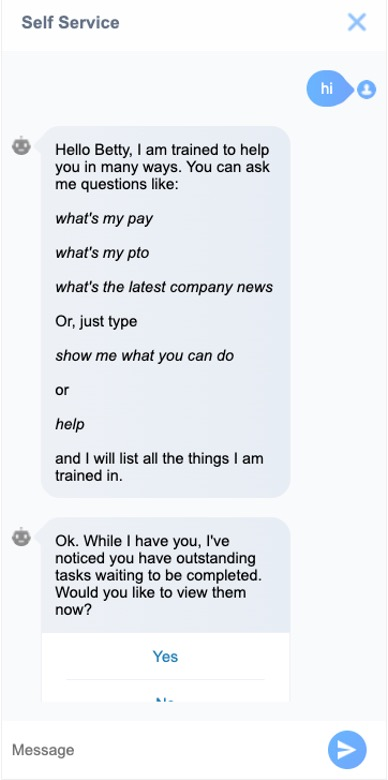 Self Service
hi
Hello Betty, I am trained to help
you in many ways. You can ask
me questions like:
what's my pay
what's my pto
what's the latest company news
Or, just type
show me what you can do
or
help
and I will list all the things I am
trained in.
Ok. While I have you, I've
noticed you have outstanding
tasks waiting to be completed.
Would you like to view them
now?
Yes
Message